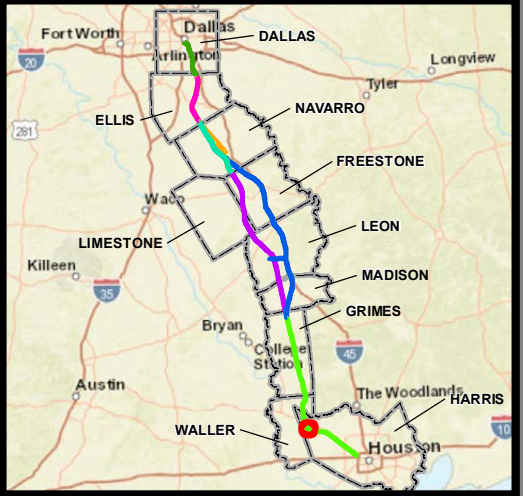 Dallas
DALLAS
Fort Worth
Arlington
Longview
20
Tyler
NAVARRO
ELLIS
281
FREESTONE
Waco
LEON
LIMESTONE
Killeen
MADISON
35
GRIMES
Bryan
College
Station
45
Austin
The Woodlands
HARRIS
WALLER
10
Houston